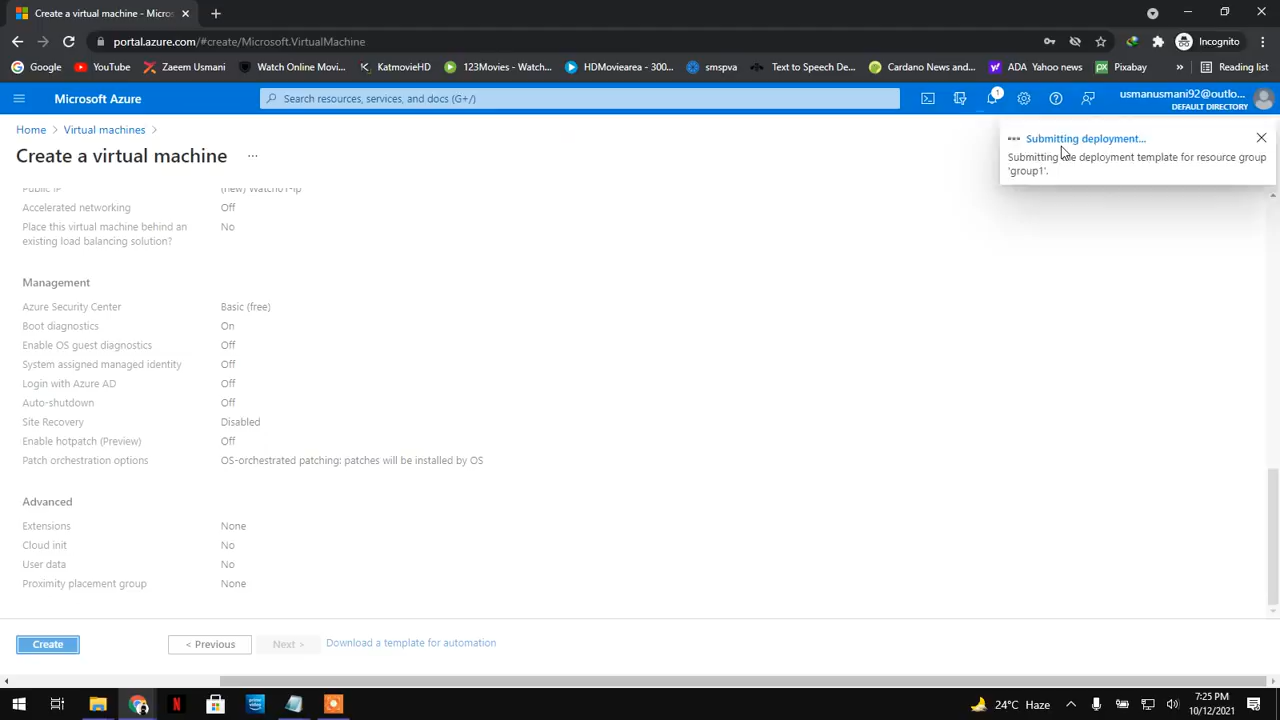 Create a virtual machine - Micros
portal.azure.com/#create/Microsoft.VirtualMachine
Incognito
Google
YouTube
Zaeem Usmani
Watch Online Movi...
KatmovieHD
123Movies - Watc...
HDMoviearea - 300...
smspva
Text to Speech De...
Cardano News and...
ADA Yahoo news
Pixabay
»
Reading list
Microsoft Azure
Search resources, services, and docs (G+/)
1
usmanusmani92@outlo...
DEFAULT DIRECTORY
Home > Virtual machines >
Create a virtual machine ...
Submitting deployment...
Submitting the deployment template for resource group
'group1'.
Public IP
Accelerated networking Off
Place this virtual machine behind an No
existing load balancing solution?
Management
Azure Security Center Basic (free)
Boot diagnostics On
Enable OS guest diagnostics Off
System assigned managed identity Off
Login with Azure AD Off
Auto-shutdown Off
Site Recovery Disabled
Enable hotpatch (Preview) Off
Patch orchestration options OS-orchestrated patching: patches will be installed by OS
Advanced
Extensions None
Cloud init No
User data No
Proximity placement group None
Create
< Previous
Next >
Download a template for automation
24°C Haze
7:25 PM
10/12/2021